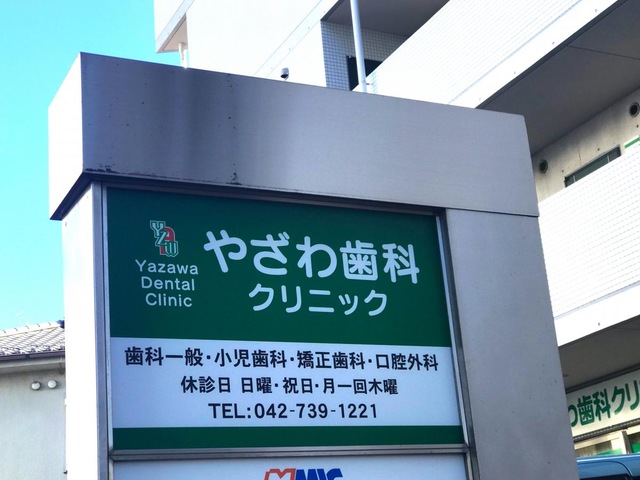 やざわ歯科
クリニック
Yazawa
Dental
Clinic
歯科一般・小児歯科・矯正歯科・口腔外科
休診日 日曜・祝日・月一回木曜
TEL:042-739-1221
わ歯科クリ